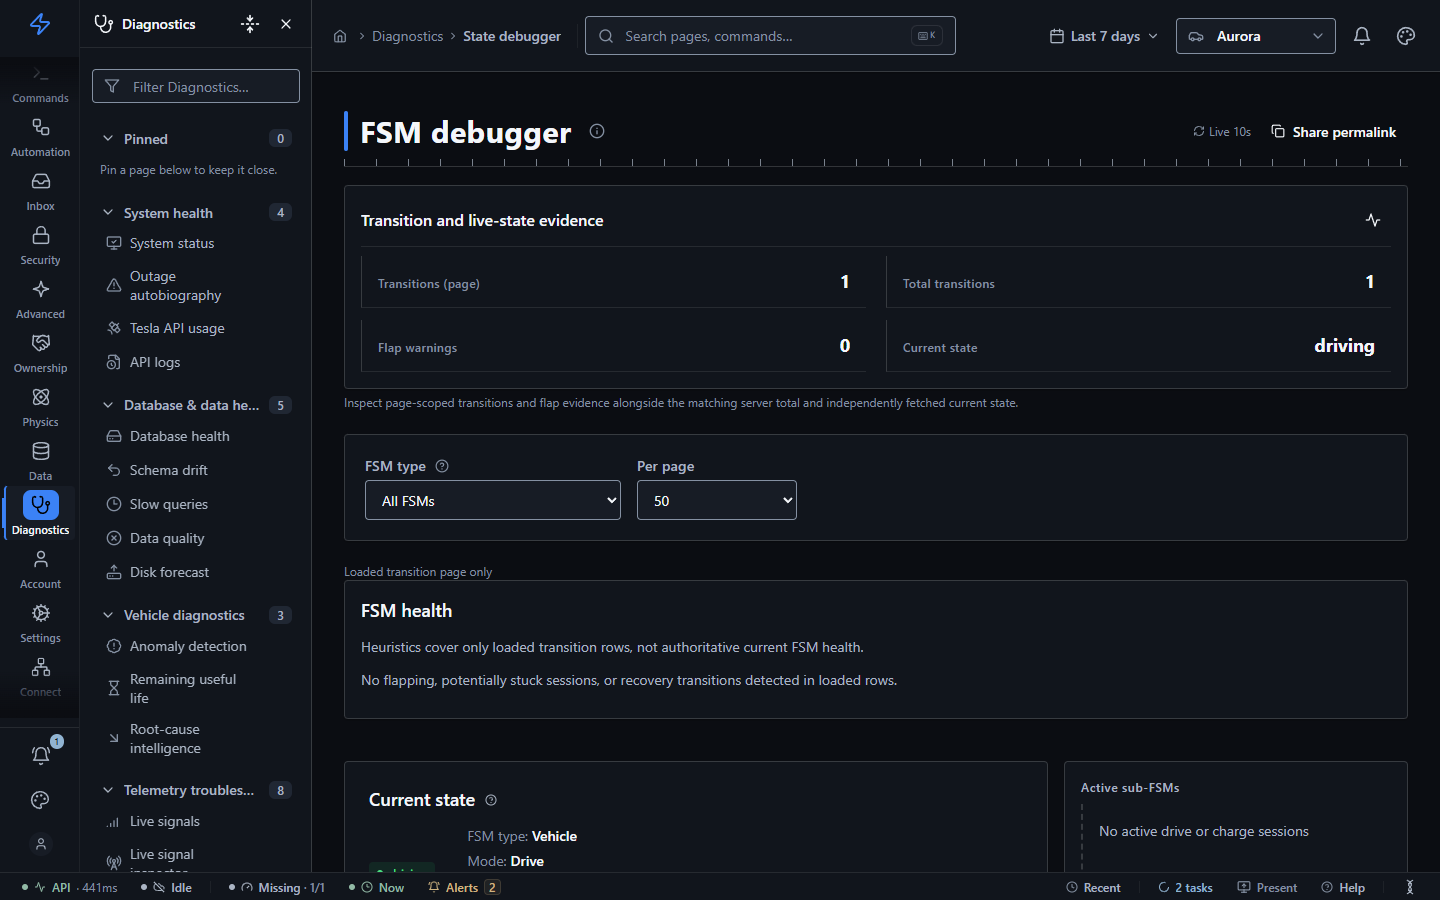 Diagnostics
Diagnostics
State debugger
Search pages, commands...
K
Last 7 days
Aurora
Commands
Automation
Inbox
Security
Advanced
Ownership
Physics
Data
Diagnostics
Account
Settings
Connect
1
Filter Diagnostics...
Pinned
0
Pin a page below to keep it close.
System health
4
System status
Outage
autobiography
Tesla API usage
API logs
Database & data he...
5
Database health
Schema drift
Slow queries
Data quality
Disk forecast
Vehicle diagnostics
3
Anomaly detection
Remaining useful
life
Root-cause
intelligence
Telemetry troubles...
8
Live signals
Live signal
FSM debugger
Live 10s
Share permalink
Transition and live-state evidence
Transitions (page)
1
Total transitions
1
Flap warnings
0
Current state
driving
Inspect page-scoped transitions and flap evidence alongside the matching server total and independently fetched current state.
FSM type
Per page
All FSMs
50
Loaded transition page only
FSM health
Heuristics cover only loaded transition rows, not authoritative current FSM health.
No flapping, potentially stuck sessions, or recovery transitions detected in loaded rows.
Current state
FSM type: Vehicle
Mode: Drive
Active sub-FSMs
No active drive or charge sessions
API · 441ms
Idle
Missing · 1/1
Now
Alerts 2
Recent
2 tasks
Present
Help